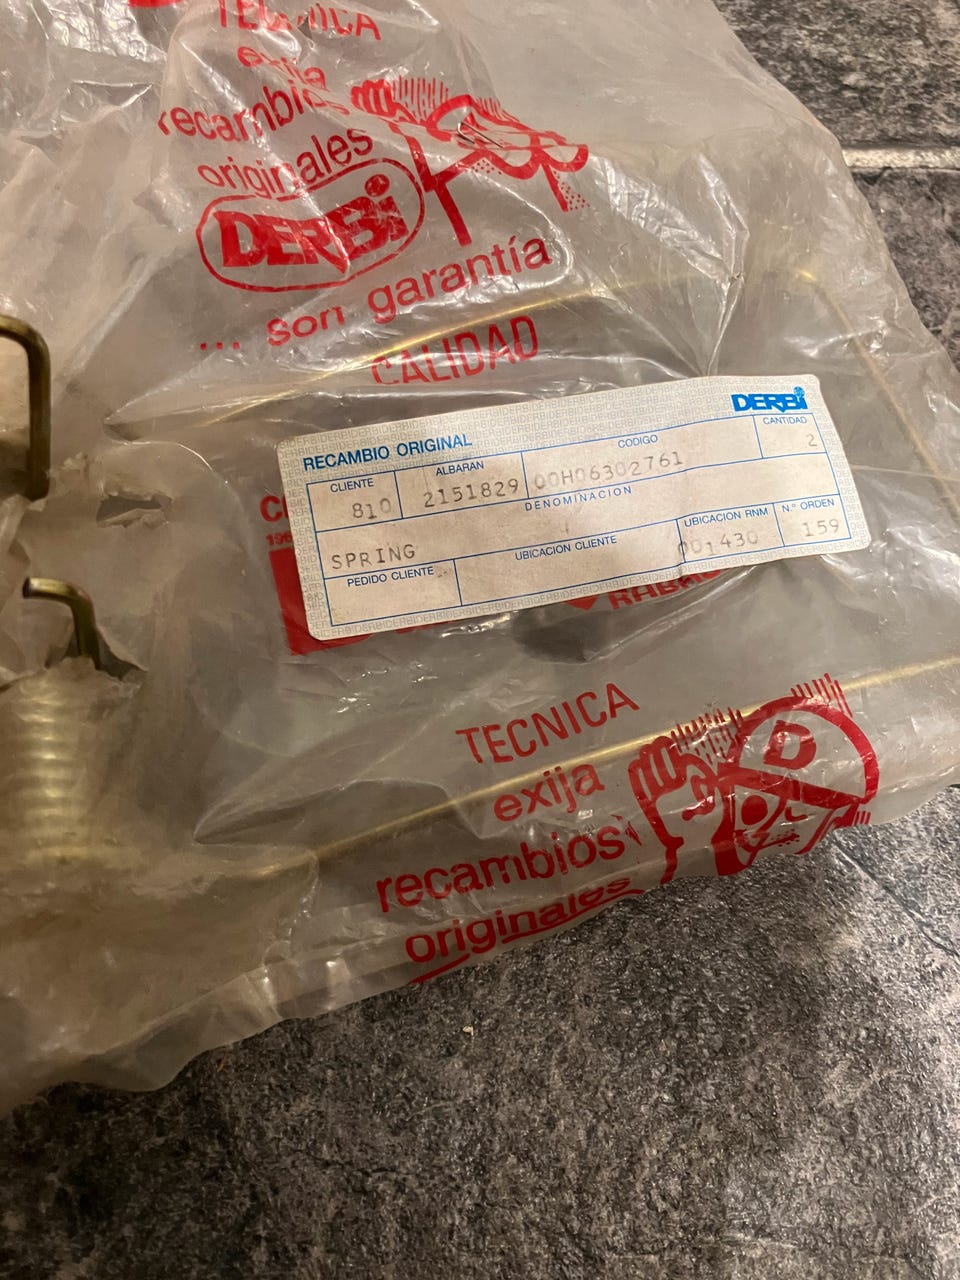 TECNICA
exija
recambios
originales
DERBi
... son garantía
CALIDAD
DERBi
RECAMBIO ORIGINAL
CLIENTE
810
ALBARAN
2151829
CODIGO
00H06302761
CANTIDAD
2
DENOMINACION
SPRING
PEDIDO CLIENTE
UBICACION CLIENTE
UBICACION RNM
001430
N.º ORDEN
159
TECNICA
exija
recambios
originales
D